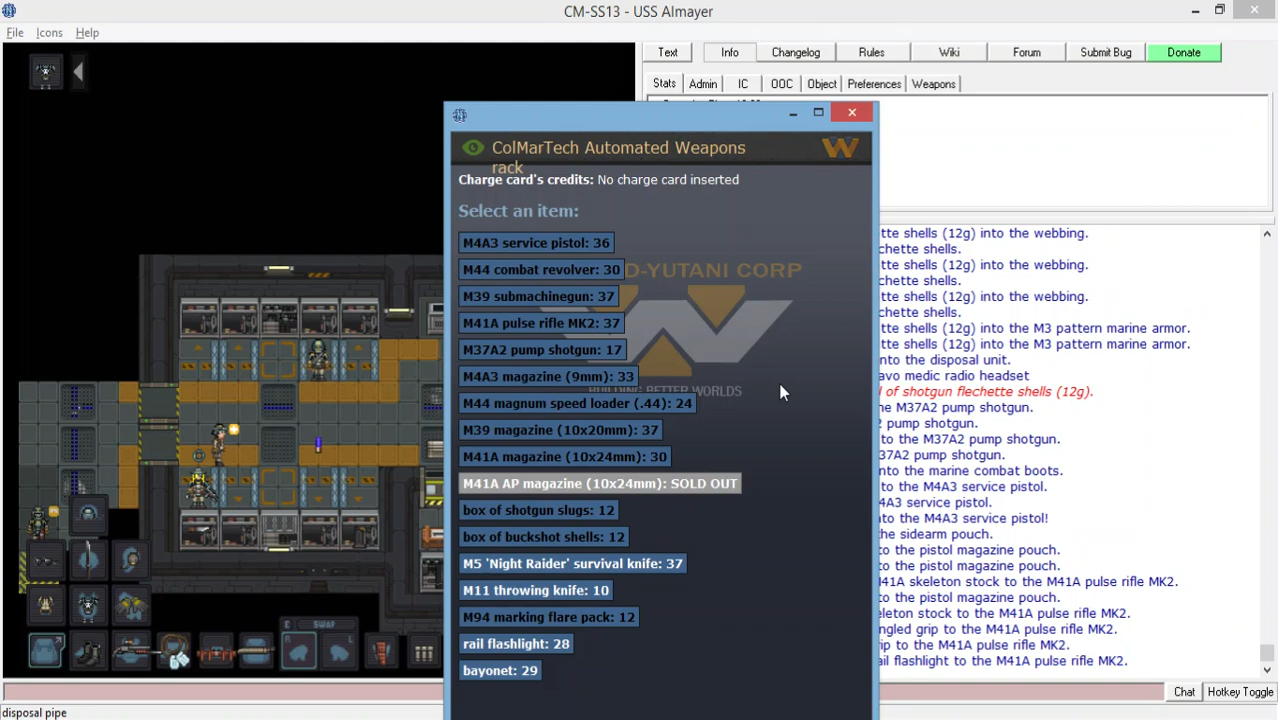 CM-SS13 - USS Almayer
File Icons Help
Text Info Changelog Rules Wiki Forum Submit Bug Donate
Stats Admin IC OOC Object Preferences Weapons
ColMarTech Automated Weapons
rack
Charge card's credits: No charge card inserted
Select an item:
M4A3 service pistol: 36
M44 combat revolver: 30
D-YUTANI CORP
M39 submachinegun: 37
M41A pulse rifle MK2: 37
M37A2 pump shotgun: 17
M4A3 magazine (9mm): 33
BUILDING BETTER WORLDS
M44 magnum speed loader (.44): 24
M39 magazine (10x20mm): 37
M41A magazine (10x24mm): 30
M41A AP magazine (10x24mm): SOLD OUT
box of shotgun slugs: 12
box of buckshot shells: 12
M5 'Night Raider' survival knife: 37
M11 throwing knife: 10
M94 marking flare pack: 12
rail flashlight: 28
bayonet: 29
ette shells (12g) into the webbing.
chette shells.
ette shells (12g) into the webbing.
chette shells.
ette shells (12g) into the webbing.
chette shells.
ette shells (12g) into the M3 pattern marine armor.
ette shells (12g) into the M3 pattern marine armor.
nto the disposal unit.
avo medic radio headset
l of shotgun flechette shells (12g).
he M37A2 pump shotgun.
2 pump shotgun.
to the M37A2 pump shotgun.
nto the marine combat boots.
to the M4A3 service pistol.
4A3 service pistol.
nto the M4A3 service pistol!
the sidearm pouch.
to the pistol magazine pouch.
to the pistol magazine pouch.
M41A skeleton stock to the M41A pulse rifle MK2.
to the pistol magazine pouch.
eleton stock to the M41A pulse rifle MK2.
ngled grip to the M41A pulse rifle MK2.
rip to the M41A pulse rifle MK2.
ail flashlight to the M41A pulse rifle MK2.
E SWAP
R L
Chat Hotkey Toggle
disposal pipe